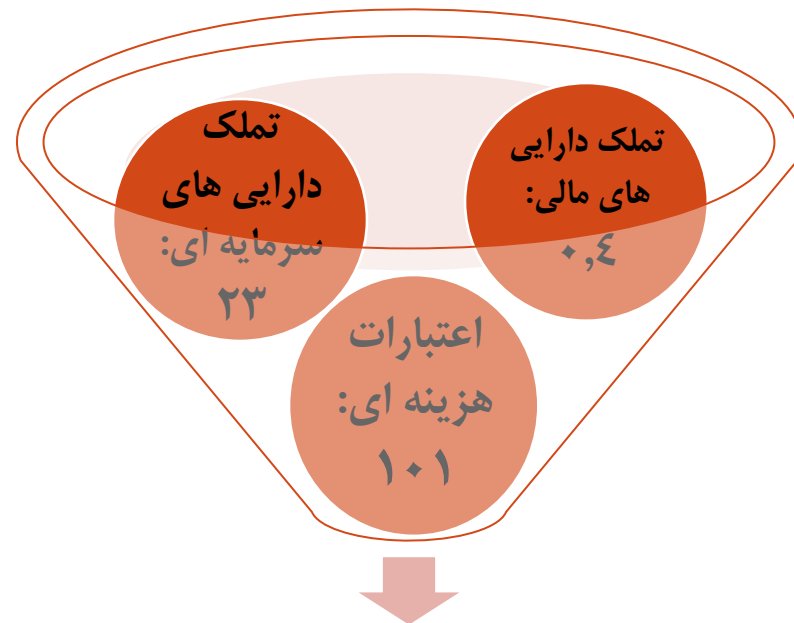 تملک دارایی
های مالی:
۰,٤
تملک
دارایی های
سرمایه ای:
۲۳
اعتبارات
هزینه ای:
۱۰۱